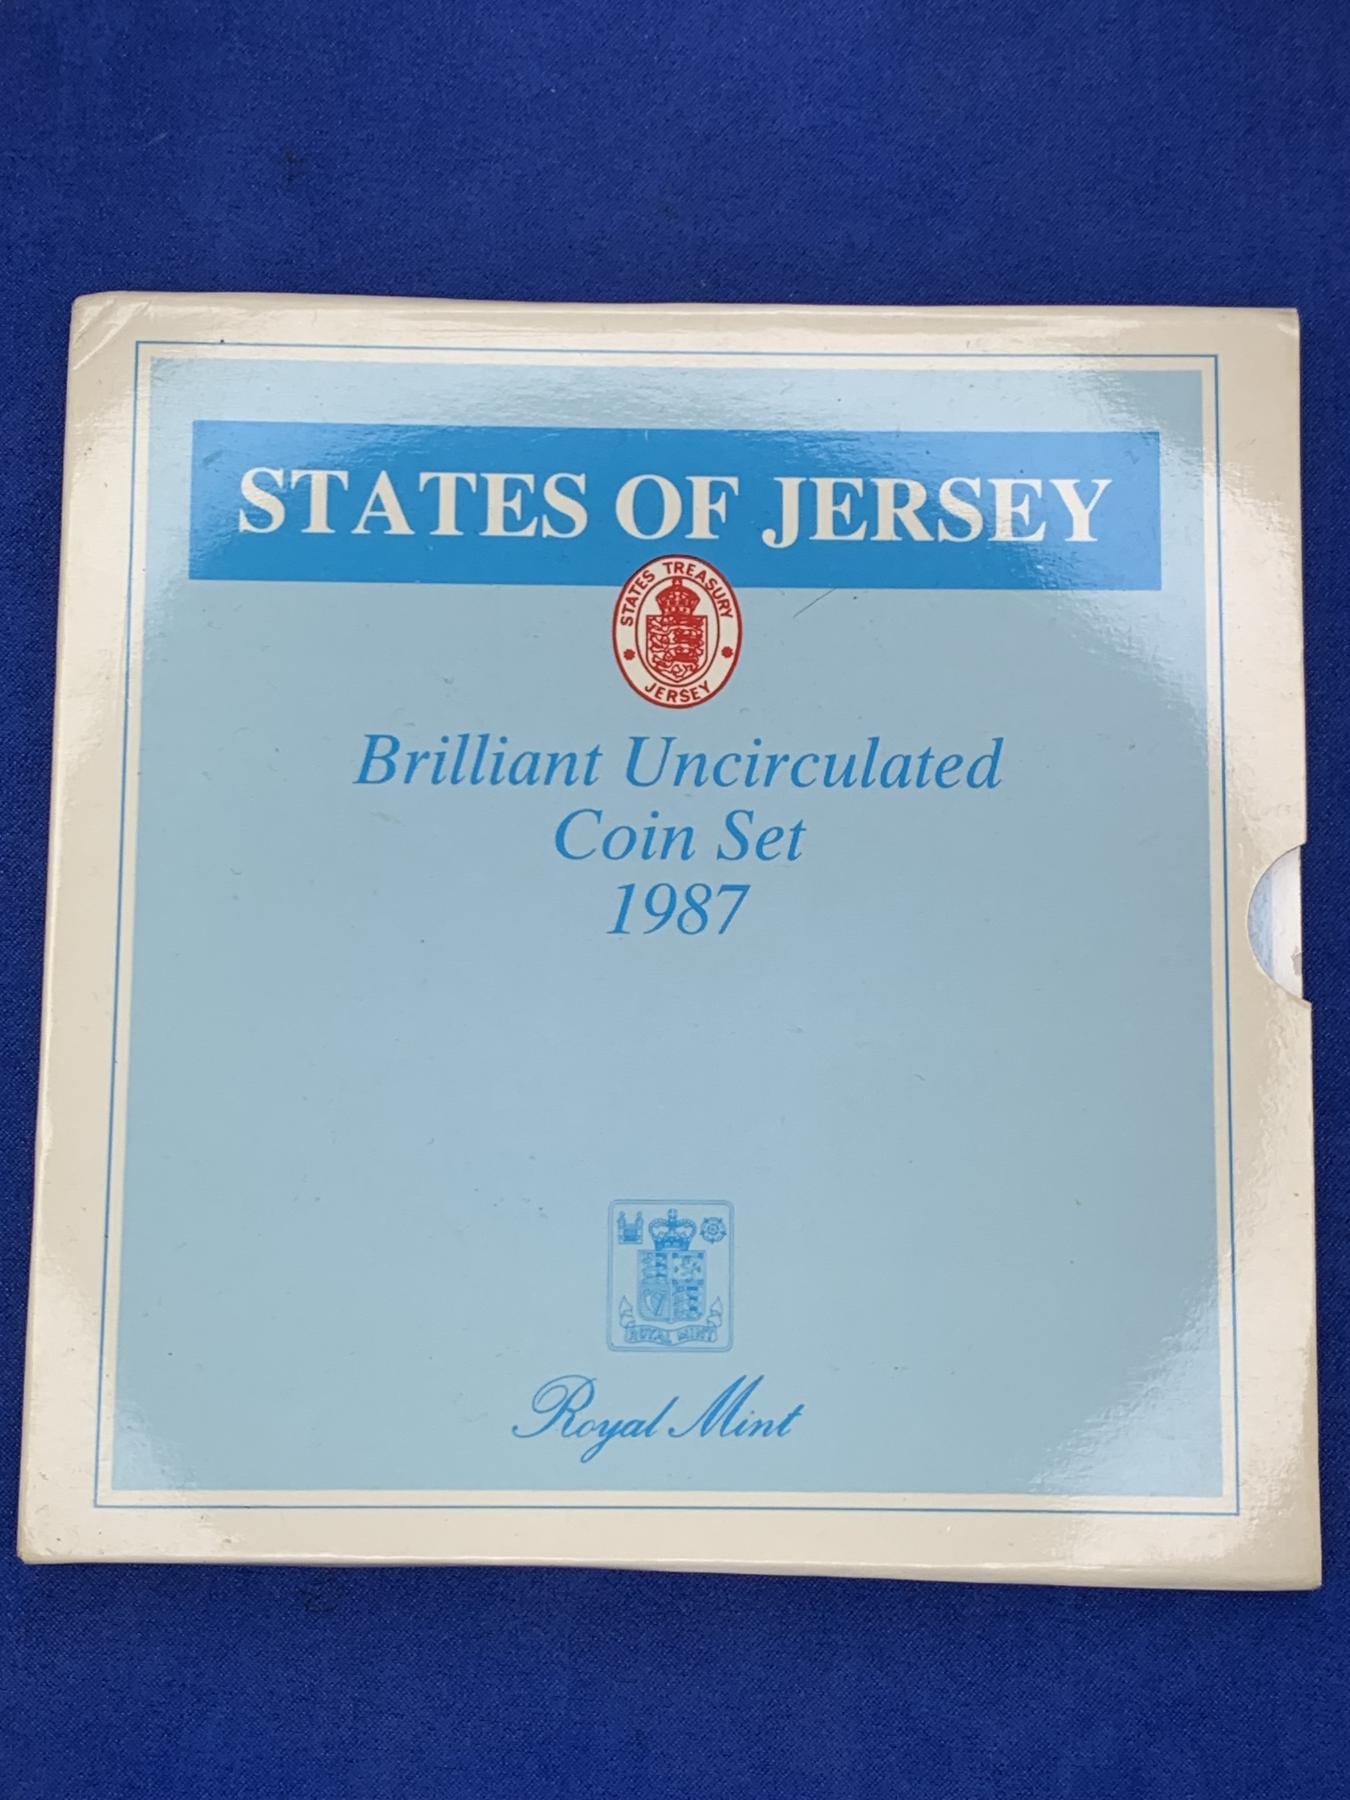 STATES OF JERSEY
STATES TREASURY
JERSEY
Brilliant Uncirculated
Coin Set
1987
ROYAL MINT
Royal Mint